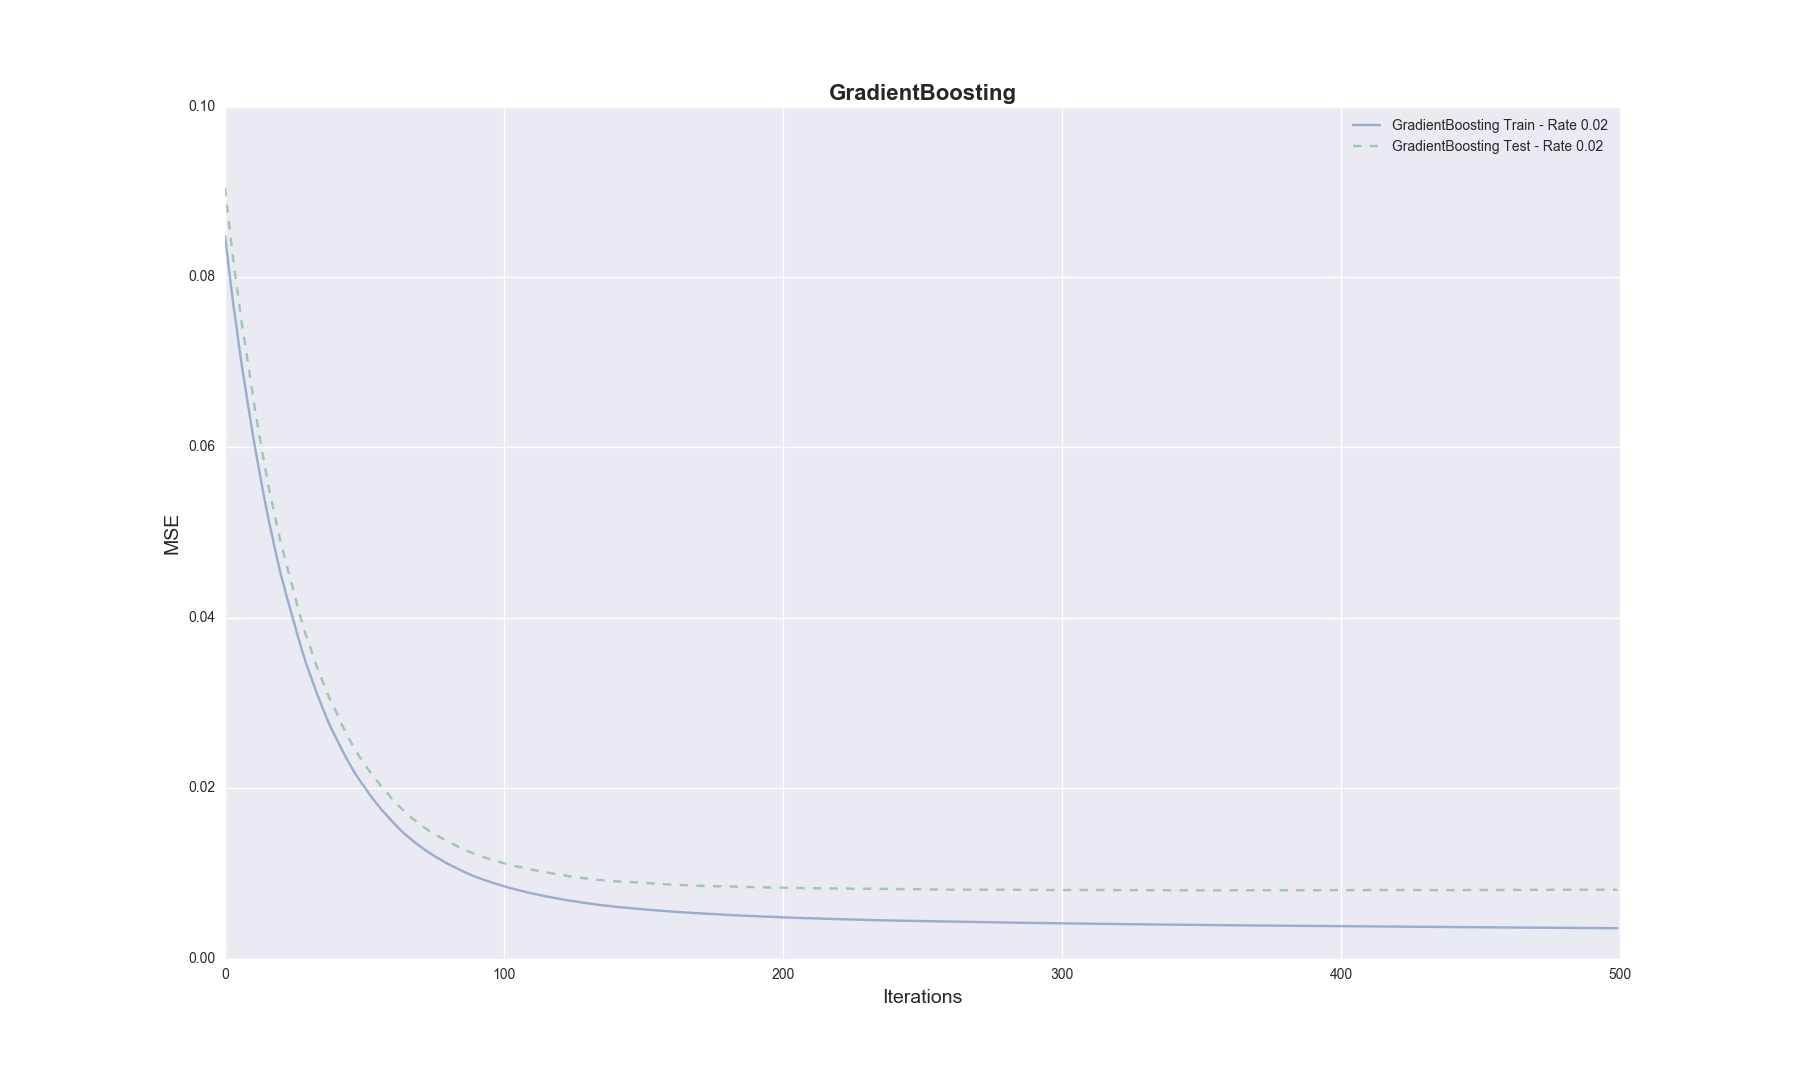 GradientBoosting
GradientBoosting Train - Rate 0.02
GradientBoosting Test - Rate 0.02
MSE
0.10
0.08
0.06
0.04
0.02
0.00
0 100 200 300 400 500
Iterations